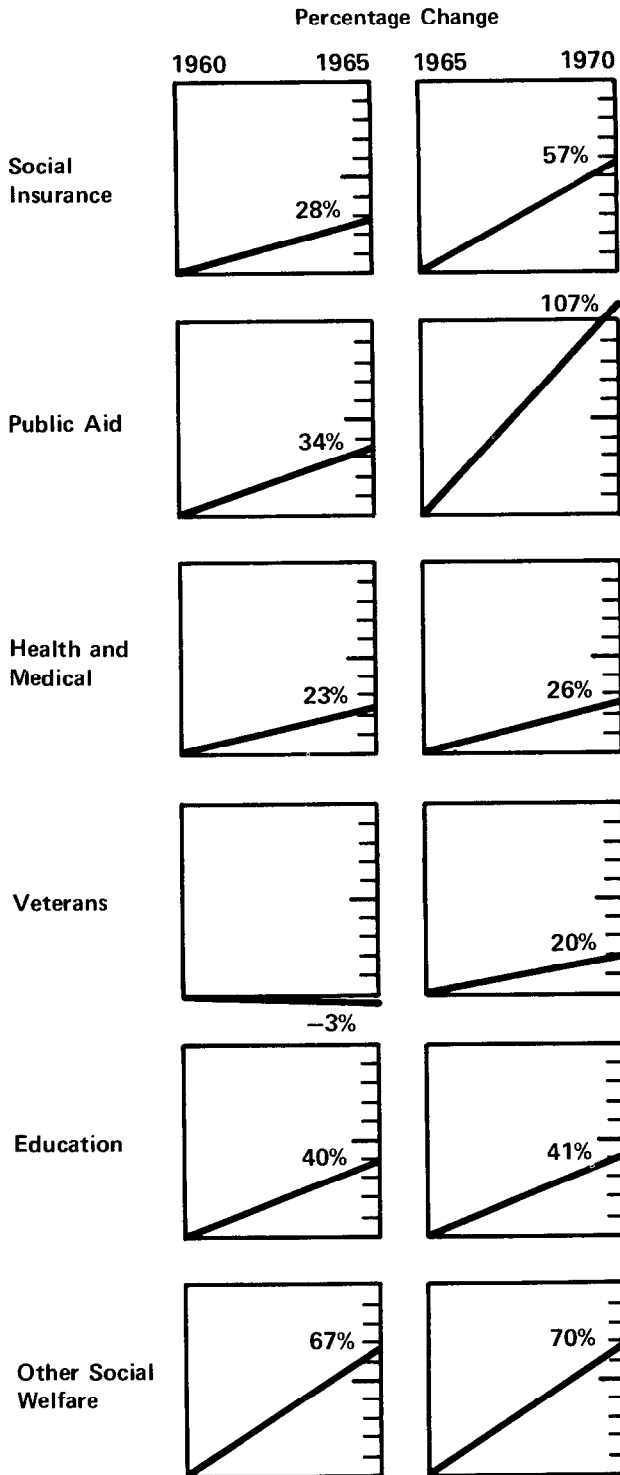 Percentage Change
1960 1965 1965 1970
Social
Insurance
28%
57%
Public Aid
34%
107%
Health and
Medical
23%
26%
Veterans
−3%
20%
Education
40%
41%
Other Social
Welfare
67%
70%